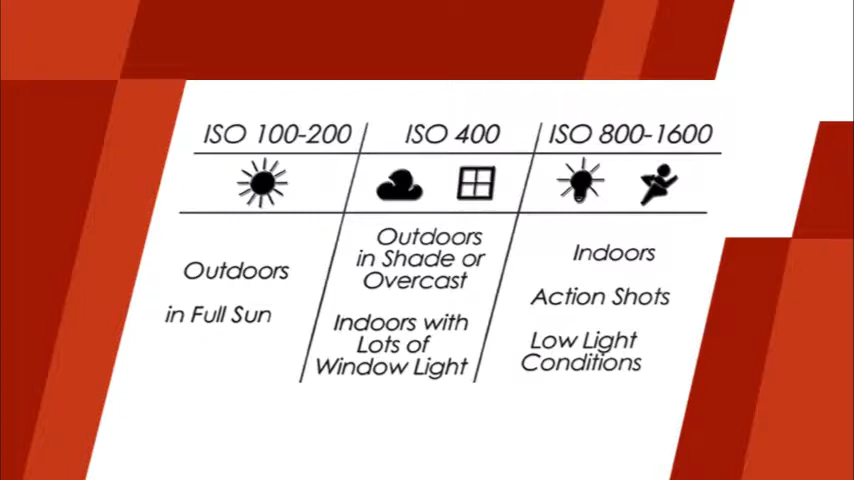 ISO 100-200
ISO 400
ISO 800-1600
Outdoors
in Full Sun
Outdoors
in Shade or
Overcast
Indoors with
Lots of
Window Light
Indoors
Action Shots
Low Light
Conditions